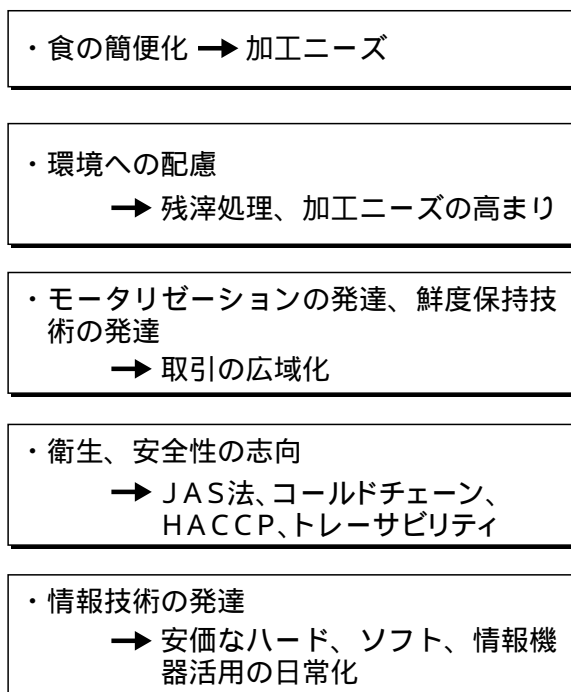 ・食の簡便化 → 加工ニーズ
・環境への配慮
→ 残滓処理、加工ニーズの高まり
・モータリゼーションの発達、鮮度保持技
術の発達
→ 取引の広域化
・衛生、安全性の志向
→ JAS法、コールドチェーン、
HACCP、トレーサビリティ
・情報技術の発達
→ 安価なハード、ソフト、情報機
器活用の日常化